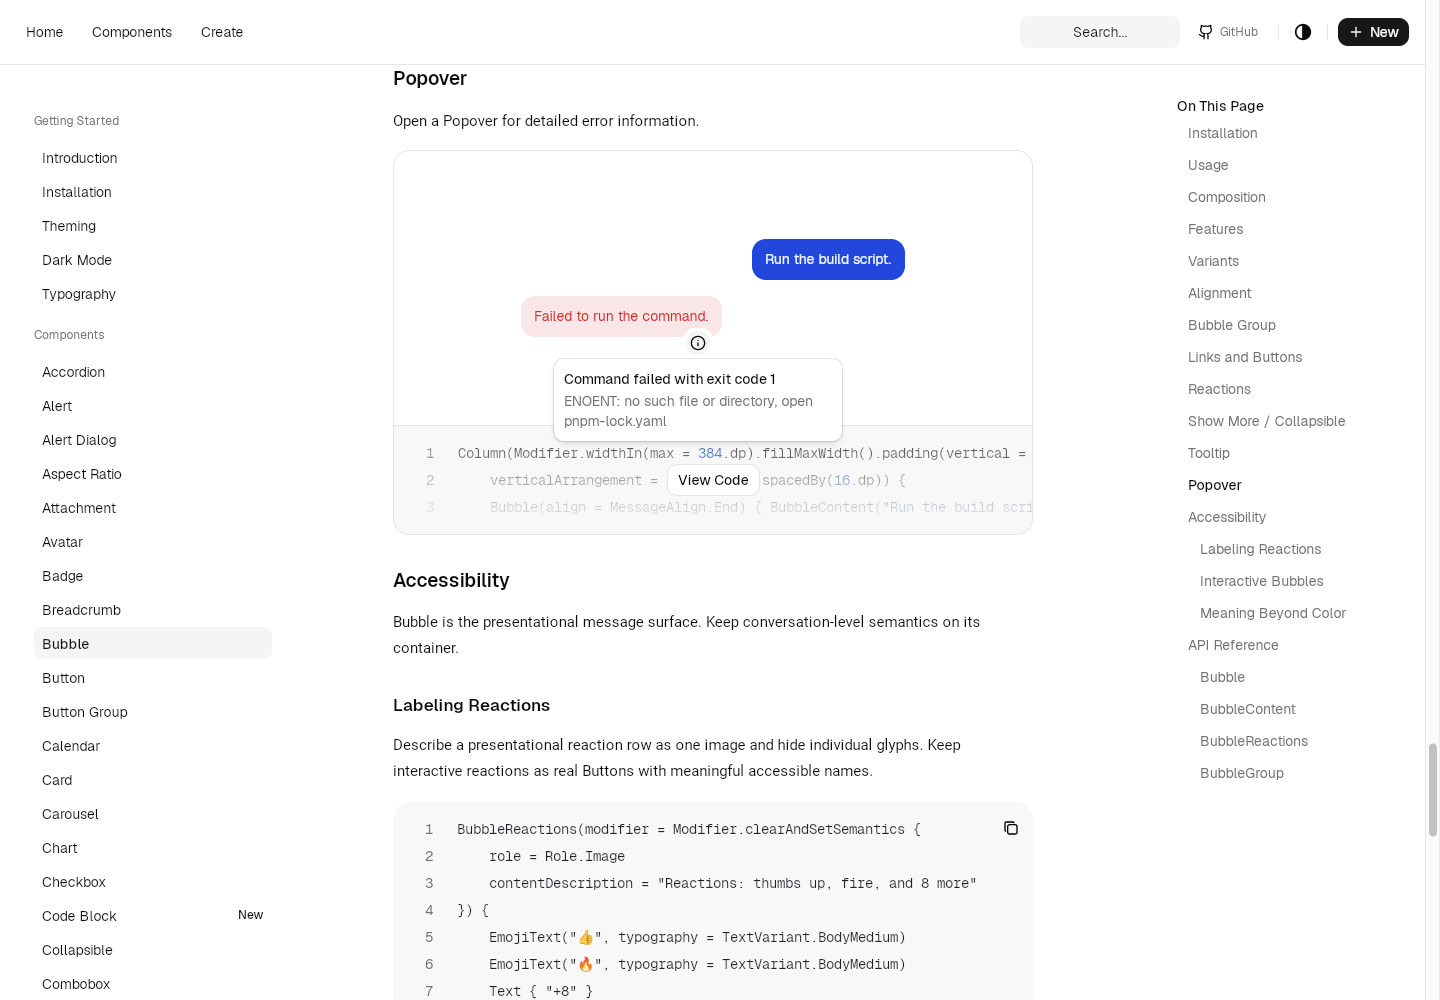 Home
Components
Create
Search...
GitHub
New
Getting Started
Introduction
Installation
Theming
Dark Mode
Typography
Components
Accordion
Alert
Alert Dialog
Aspect Ratio
Attachment
Avatar
Badge
Breadcrumb
Bubble
Button
Button Group
Calendar
Card
Carousel
Chart
Checkbox
Code Block New
Collapsible
Combobox
Popover
Open a Popover for detailed error information.
Run the build script.
Failed to run the command.
Command failed with exit code 1
ENOENT: no such file or directory, open
pnpm-lock.yaml
1 Column(Modifier.widthIn(max = 384.dp).fillMaxWidth().padding(vertical =
2 verticalArrangement = spacedBy(16.dp)) {
View Code
3 Bubble(align = MessageAlign.End) { BubbleContent("Run the build scri
Accessibility
Bubble is the presentational message surface. Keep conversation-level semantics on its
container.
Labeling Reactions
Describe a presentational reaction row as one image and hide individual glyphs. Keep
interactive reactions as real Buttons with meaningful accessible names.
1 BubbleReactions(modifier = Modifier.clearAndSetSemantics {
2 role = Role.Image
3 contentDescription = "Reactions: thumbs up, fire, and 8 more"
4 }) {
5 EmojiText("👍", typography = TextVariant.BodyMedium)
6 EmojiText("🔥", typography = TextVariant.BodyMedium)
7 Text { "+8" }
On This Page
Installation
Usage
Composition
Features
Variants
Alignment
Bubble Group
Links and Buttons
Reactions
Show More / Collapsible
Tooltip
Popover
Accessibility
Labeling Reactions
Interactive Bubbles
Meaning Beyond Color
API Reference
Bubble
BubbleContent
BubbleReactions
BubbleGroup